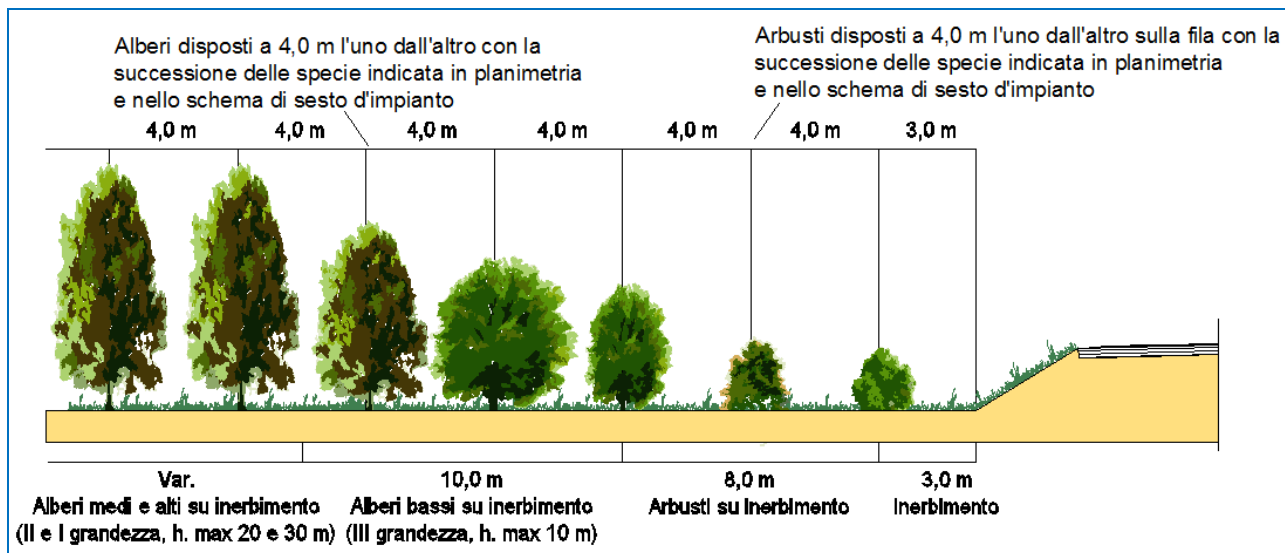 Alberi disposti a 4,0 m l'uno dall'altro con la
successione delle specie indicata in planimetria
e nello schema di sesto d'impianto
Arbusti disposti a 4,0 m l'uno dall'altro sulla fila con la
successione delle specie indicata in planimetria
e nello schema di sesto d'impianto
4,0 m 4,0 m 4,0 m 4,0 m 4,0 m 4,0 m 3,0 m
Var.
Alberi medi e alti su inerbimento
(II e I grandezza, h. max 20 e 30 m)
10,0 m
Alberi bassi su inerbimento
(III grandezza, h. max 10 m)
8,0 m
Arbusti su inerbimento
3,0 m
Inerbimento